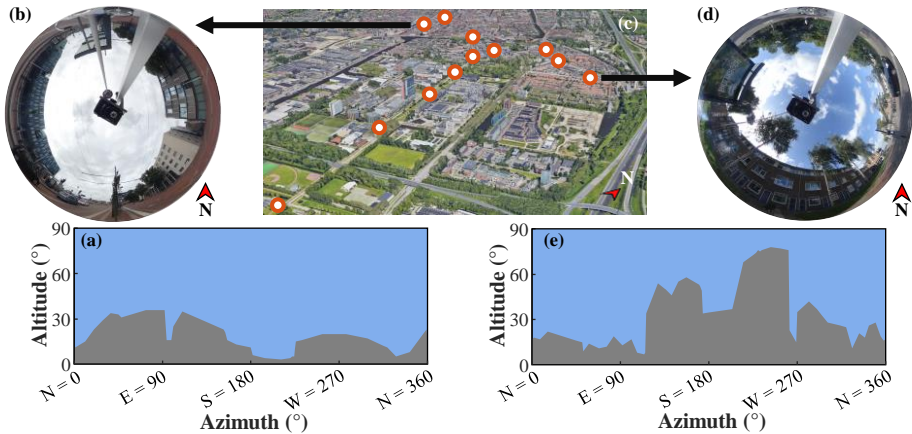 (b)
(c)
(d)
N
N
N
(a)
90
60
30
0
Altitude (°)
N = 0
E = 90
S = 180
W = 270
N = 360
Azimuth (°)
(e)
90
60
30
0
Altitude (°)
N = 0
E = 90
S = 180
W = 270
N = 360
Azimuth (°)